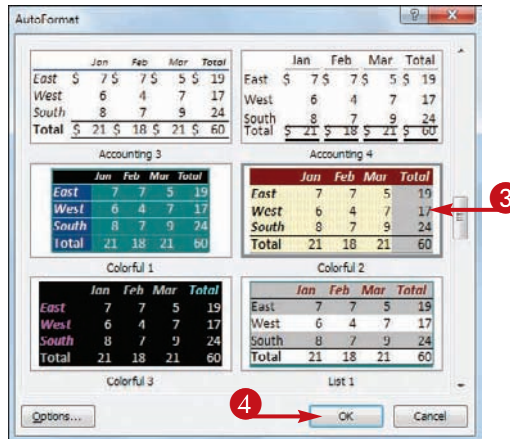 AutoFormat
Jan Feb Mar Total
East $ 7 $ 7 $ 5 $ 19
West 6 4 7 17
South 8 7 9 24
Total $ 21 $ 18 $ 21 $ 60
Accounting 3
Jan Feb Mar Total
East $ 7 $ 7 $ 5 $ 19
West 6 4 7 17
South 8 7 9 24
Total $ 21 $ 18 $ 21 $ 60
Accounting 4
Jan Feb Mar Total
East 7 7 5 19
West 6 4 7 17
South 8 7 9 24
Total 21 18 21 60
Colorful 1
Jan Feb Mar Total
East 7 7 5 19
West 6 4 7 17
South 8 7 9 24
Total 21 18 21 60
Colorful 2
3
Jan Feb Mar Total
East 7 7 5 19
West 6 4 7 17
South 8 7 9 24
Total 21 18 21 60
Colorful 3
Jan Feb Mar Total
East 7 7 5 19
West 6 4 7 17
South 8 7 9 24
Total 21 18 21 60
List 1
Options... 4 OK Cancel